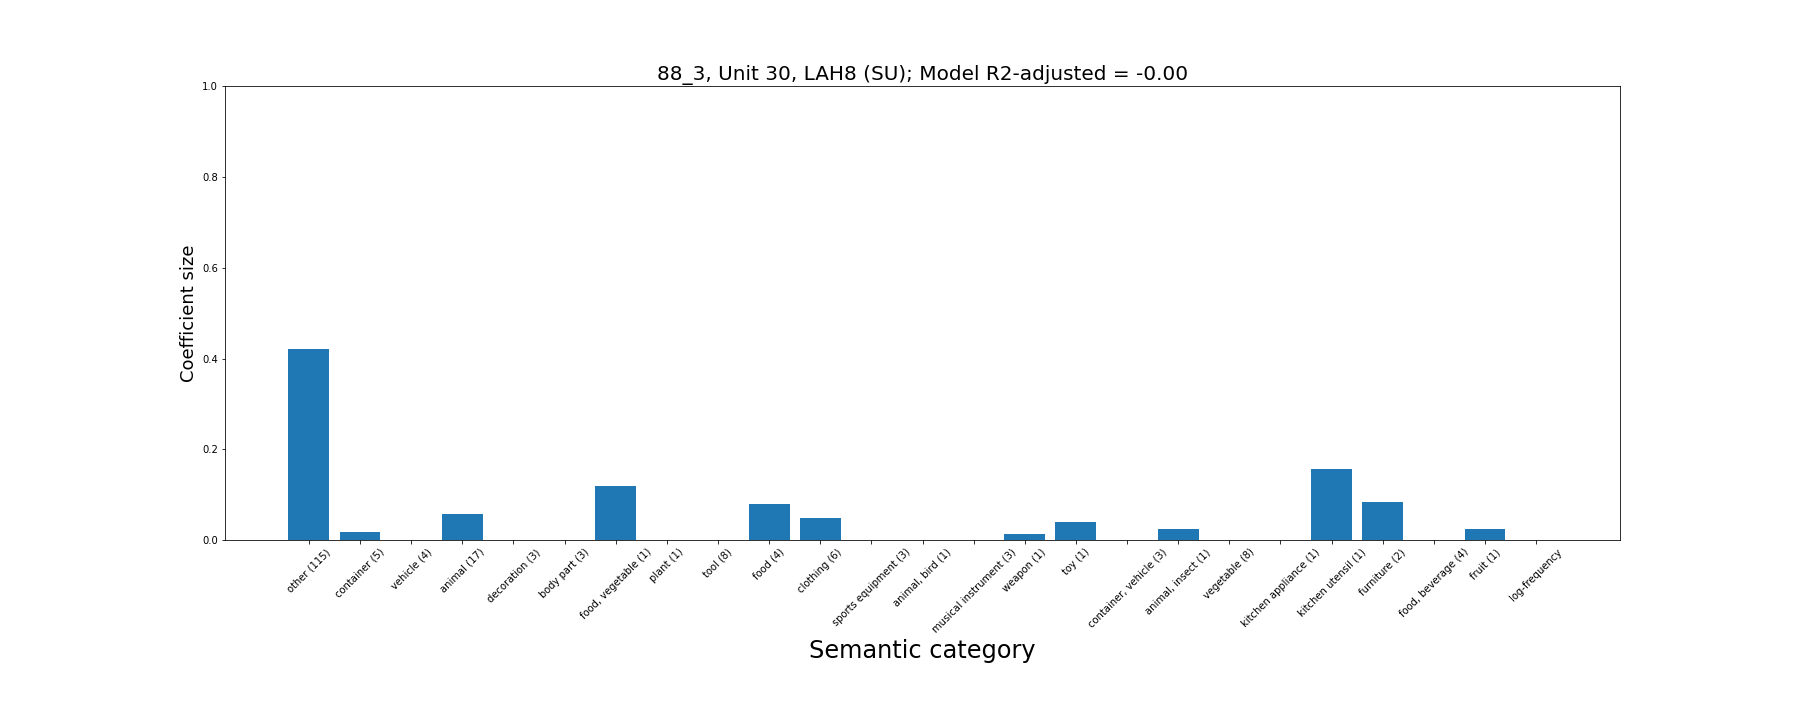 88_3, Unit 30, LAH8 (SU); Model R2-adjusted = -0.00
Coefficient size
1.0
0.8
0.6
0.4
0.2
0.0
other (115)
container (5)
vehicle (4)
animal (17)
decoration (3)
body part (3)
food, vegetable (1)
plant (1)
tool (8)
food (4)
clothing (6)
sports equipment (3)
animal, bird (1)
musical instrument (3)
weapon (1)
toy (1)
container, vehicle (3)
animal, insect (1)
vegetable (8)
kitchen appliance (1)
kitchen utensil (1)
furniture (2)
food, beverage (4)
fruit (1)
log-frequency
Semantic category